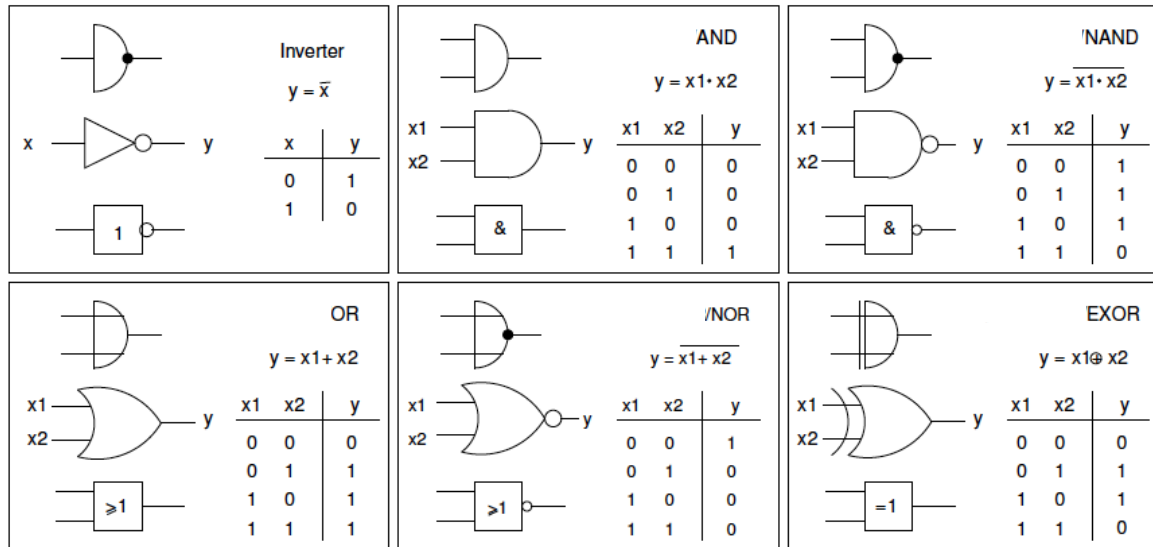 Inverter
y = x̄
x y
x y
0 1
1 0
1
/AND
y = x1• x2
x1 x2 y
x1
x2
y
0 0 0
0 1 0
1 0 0
1 1 1
&
/NAND
y = x̅1̅•̅ ̅x̅2̅
x1 x2 y
x1
x2
y
0 0 1
0 1 1
1 0 1
1 1 0
&
OR
y = x1+ x2
x1 x2 y
x1
x2
y
0 0 0
0 1 1
1 0 1
1 1 1
⩾1
/NOR
y = x̅1̅+̅ ̅x̅2̅
x1 x2 y
x1
x2
y
0 0 1
0 1 0
1 0 0
1 1 0
⩾1
EXOR
y = x1⊕ x2
x1 x2 y
x1
x2
y
0 0 0
0 1 1
1 0 1
1 1 0
=1